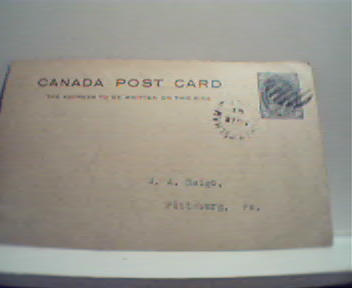 CANADA POST CARD
THE ADDRESS TO BE WRITTEN ON THIS SIDE
J. A. 
Pittsburg, Pa.